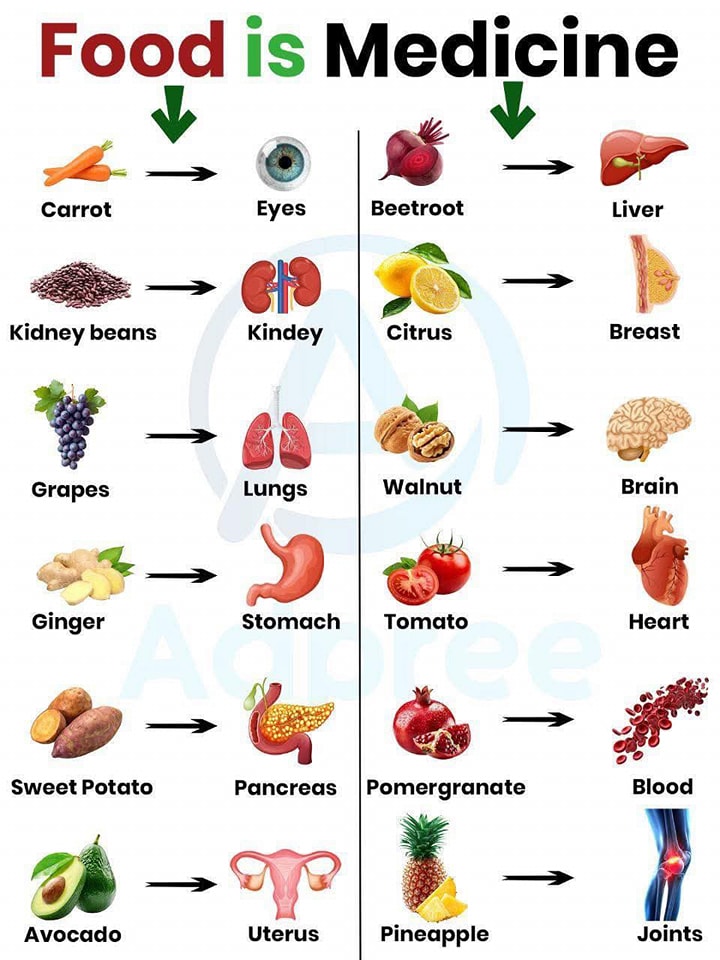 Food is Medicine
Carrot
Eyes
Beetroot
Liver
Kidney beans
Kindey
Citrus
Breast
Grapes
Lungs
Walnut
Brain
Ginger
Stomach
Tomato
Heart
Adpree
Sweet Potato
Pancreas
Pomergranate
Blood
Avocado
Uterus
Pineapple
Joints